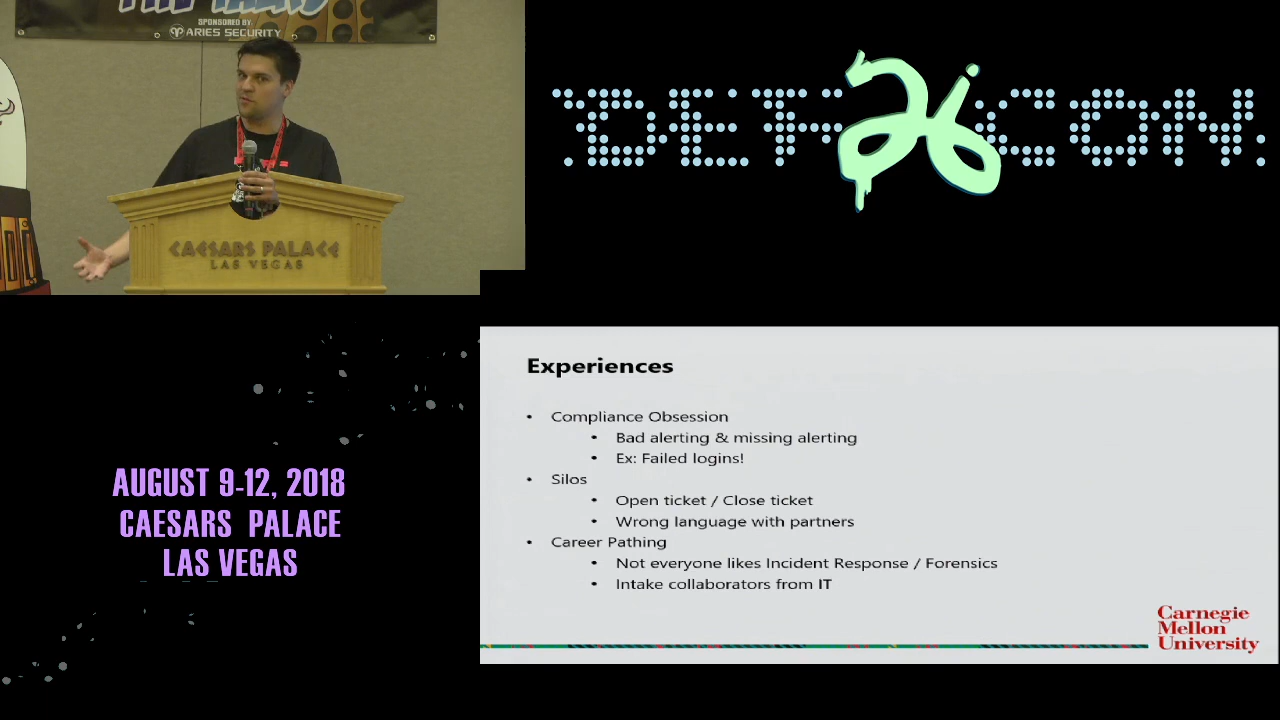 SPONSORED BY
ARIES SECURITY
CAESARS PALACE
LAS VEGAS
DEF 26 CON
AUGUST 9-12, 2018
CAESARS PALACE
LAS VEGAS
Experiences
• Compliance Obsession
• Bad alerting & missing alerting
• Ex: Failed logins!
• Silos
• Open ticket / Close ticket
• Wrong language with partners
• Career Pathing
• Not everyone likes Incident Response / Forensics
• Intake collaborators from IT
Carnegie
Mellon
University